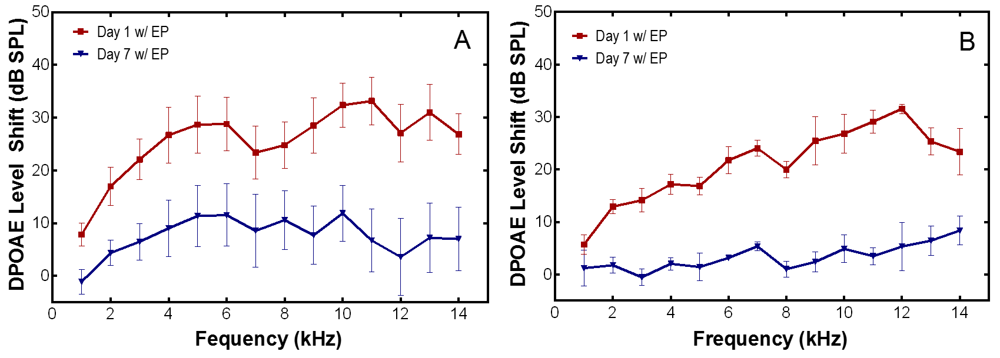 A
Day 1 w/ EP
Day 7 w/ EP
DPOAE Level Shift (dB SPL)
50
40
30
20
10
0
0 2 4 6 8 10 12 14
Fequency (kHz)
B
Day 1 w/ EP
Day 7 w/ EP
DPOAE Level Shift (dB SPL)
50
40
30
20
10
0
0 2 4 6 8 10 12 14
Frequency (kHz)